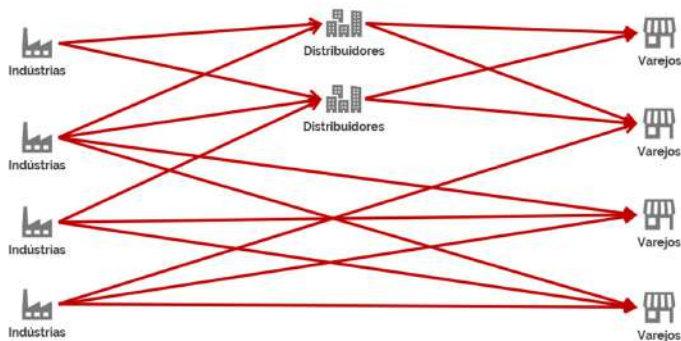 Indústrias
Distribuidores
Varejos
Distribuidores
Indústrias
Varejos
Indústrias
Varejos
Indústrias
Varejos